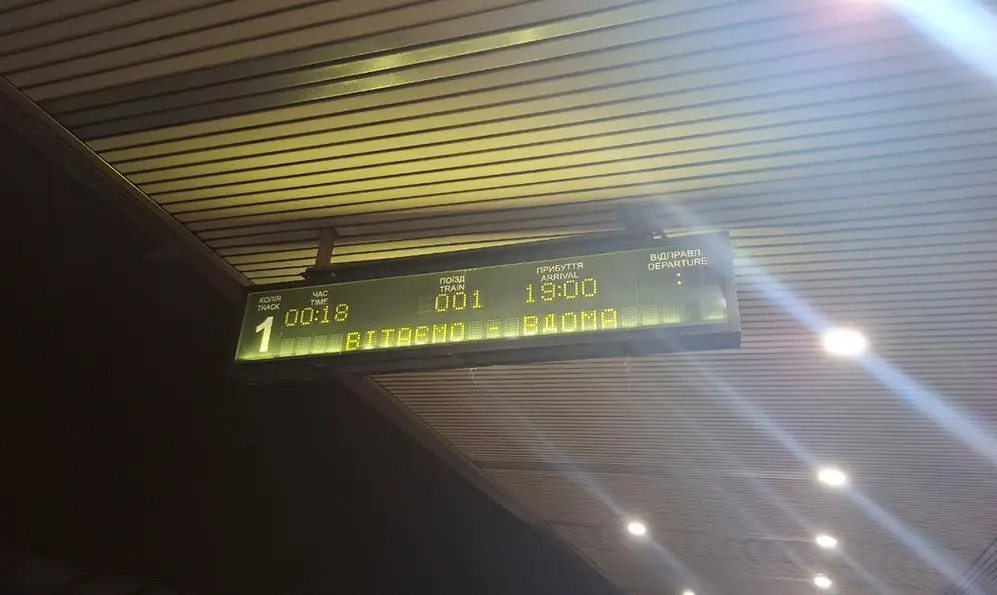 КОЛІЯ ЧАС ПОЇЗД ПРИБУТТЯ ВІДПРАВЛ.
TRACK TIME TRAIN ARRIVAL DEPARTURE
1 00:18 001 19:00 :
ВІТАЄМО - ВДОМА